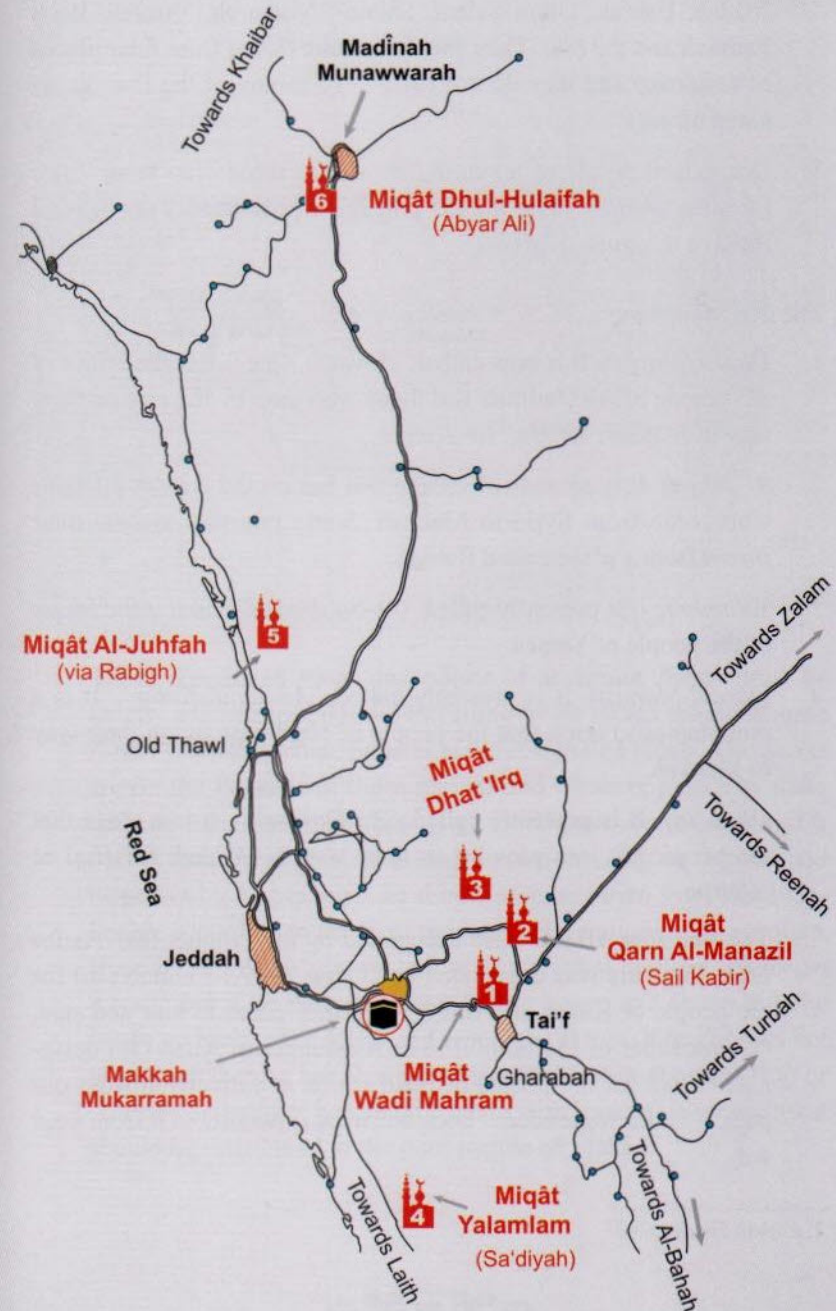 Towards Khaibar
Madînah
Munawwarah
6
Miqât Dhul-Hulaifah
(Abyar Ali)
5
Miqât Al-Juhfah
(via Rabigh)
Towards Zalam
Old Thawl
Miqât
Dhat 'Irq
Red Sea
Towards Reenah
3
2
Miqât
Qarn Al-Manazil
(Sail Kabir)
Jeddah
1
Tai'f
Towards Turbah
Makkah
Mukarramah
Miqât
Wadi Mahram
Gharabah
4
Miqât
Yalamlam
(Sa'diyah)
Towards Laith
Towards Al-Bahah